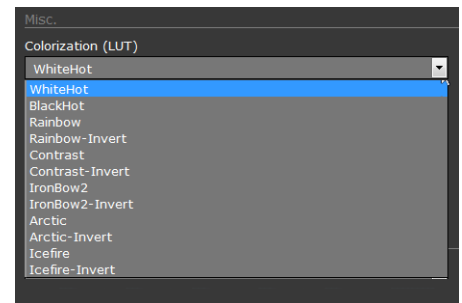 Misc.
Colorization (LUT)
WhiteHot
WhiteHot
BlackHot
Rainbow
Rainbow-Invert
Contrast
Contrast-Invert
IronBow2
IronBow2-Invert
Arctic
Arctic-Invert
Icefire
Icefire-Invert